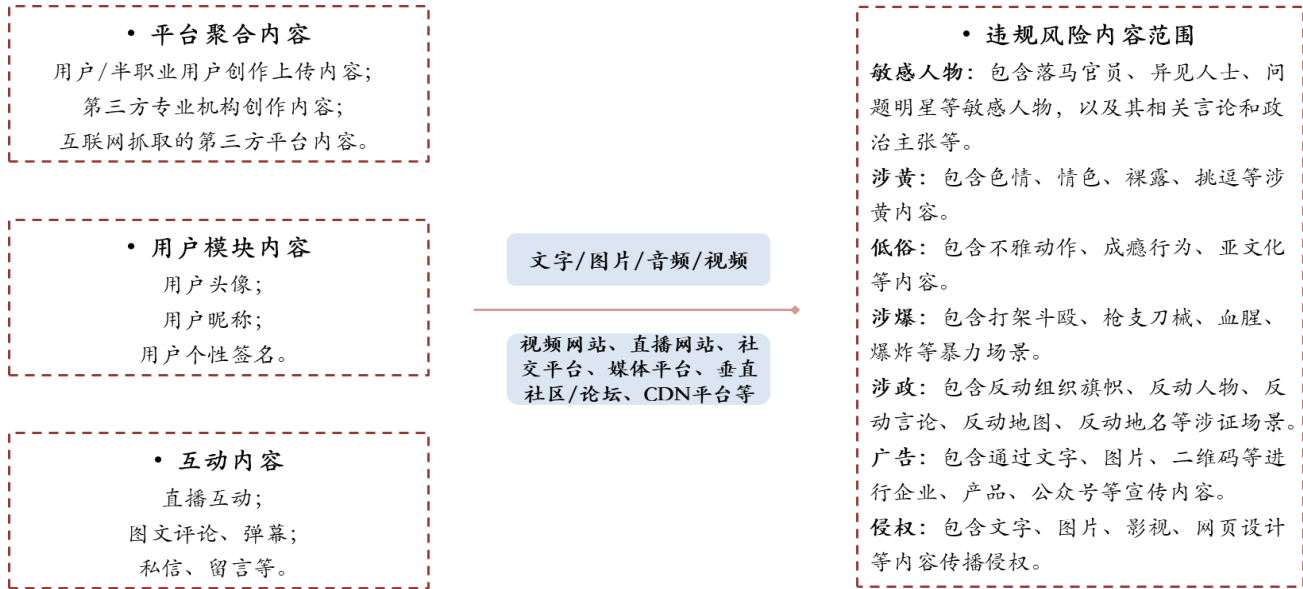 • 平台聚合内容
用户/半职业用户创作上传内容；
第三方专业机构创作内容；
互联网抓取的第三方平台内容。
• 用户模块内容
用户头像；
用户昵称；
用户个性签名。
• 互动内容
直播互动；
图文评论、弹幕；
私信、留言等。
文字/图片/音频/视频
视频网站、直播网站、社
交平台、媒体平台、垂直
社区/论坛、CDN平台等
• 违规风险内容范围
敏感人物：包含落马官员、异见人士、问
题明星等敏感人物，以及其相关言论和政
治主张等。
涉黄：包含色情、情色、裸露、挑逗等涉
黄内容。
低俗：包含不雅动作、成瘾行为、亚文化
等内容。
涉爆：包含打架斗殴、枪支刀械、血腥、
爆炸等暴力场景。
涉政：包含反动组织旗帜、反动人物、反
动言论、反动地图、反动地名等涉证场景。
广告：包含通过文字、图片、二维码等进
行企业、产品、公众号等宣传内容。
侵权：包含文字、图片、影视、网页设计
等内容传播侵权。